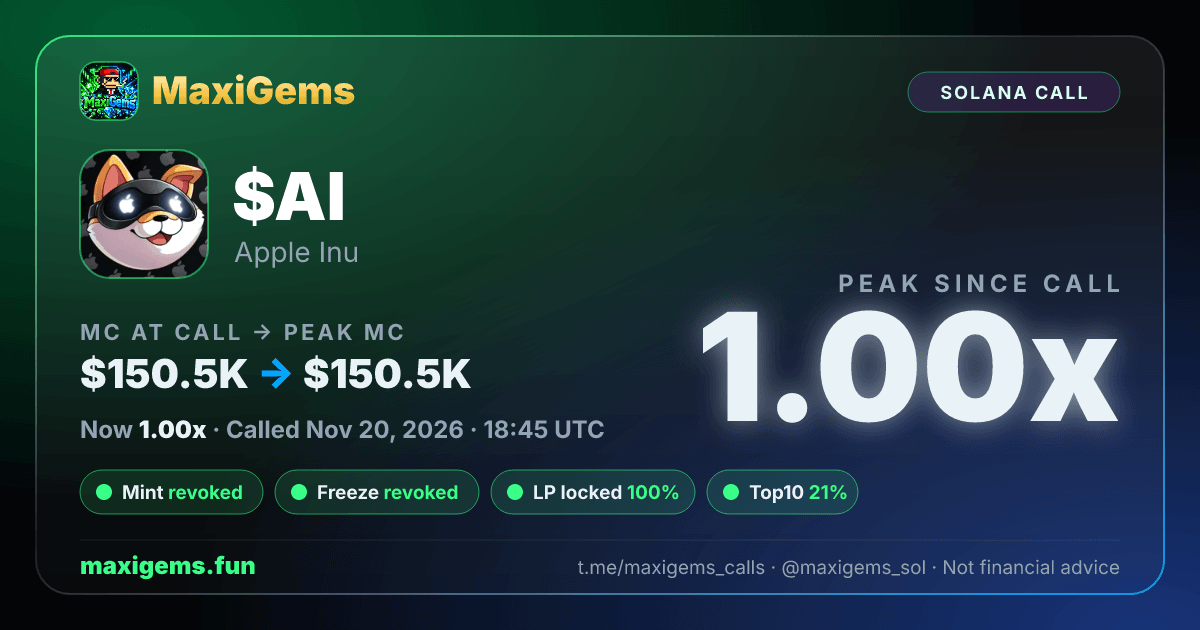 MaxiGems
MaxiGems
SOLANA CALL
$AI
Apple Inu
PEAK SINCE CALL
1.00x
MC AT CALL → PEAK MC
$150.5K → $150.5K
Now 1.00x · Called Nov 20, 2026 · 18:45 UTC
Mint revoked
Freeze revoked
LP locked 100%
Top10 21%
maxigems.fun
t.me/maxigems_calls · @maxigems_sol · Not financial advice